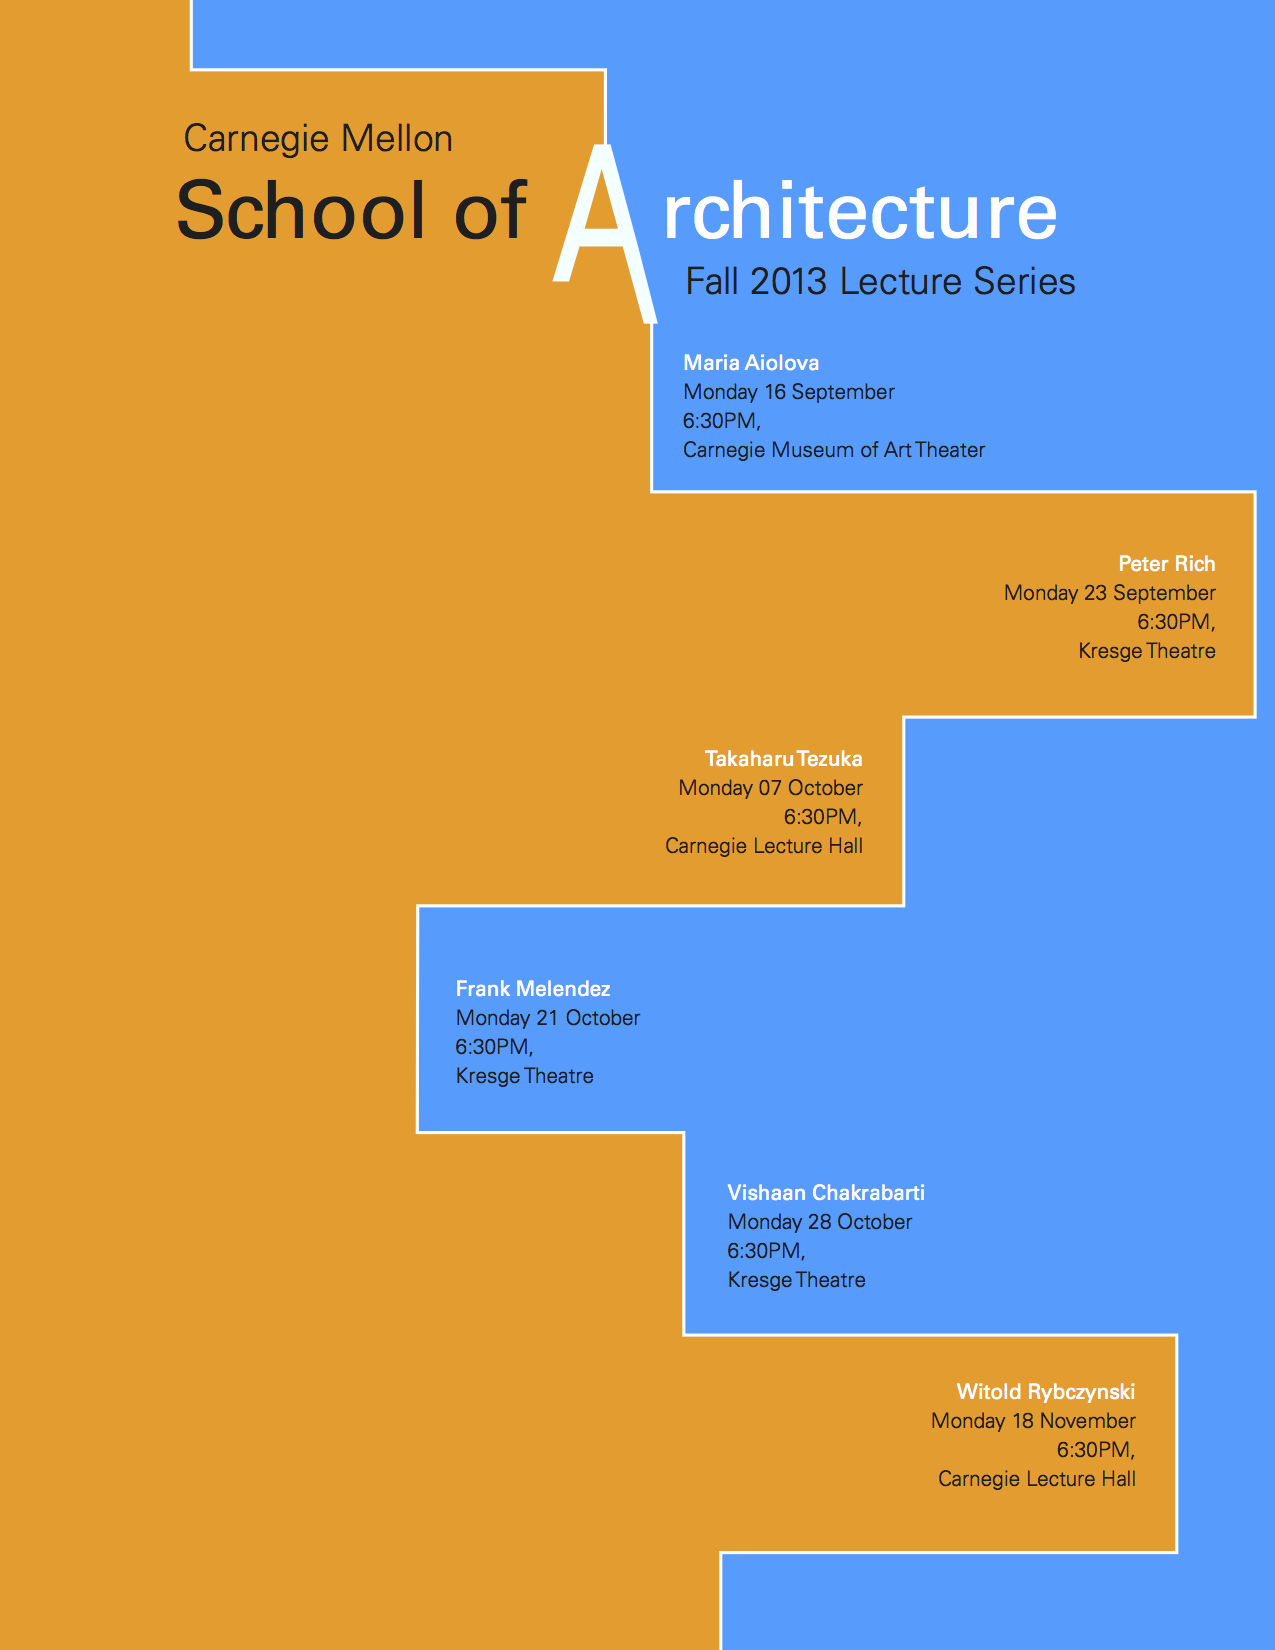 Carnegie Mellon
School of Architecture
Fall 2013 Lecture Series
Maria Aiolova
Monday 16 September
6:30PM,
Carnegie Museum of Art Theater
Peter Rich
Monday 23 September
6:30PM,
Kresge Theatre
Takaharu Tezuka
Monday 07 October
6:30PM,
Carnegie Lecture Hall
Frank Melendez
Monday 21 October
6:30PM,
Kresge Theatre
Vishaan Chakrabarti
Monday 28 October
6:30PM,
Kresge Theatre
Witold Rybczynski
Monday 18 November
6:30PM,
Carnegie Lecture Hall